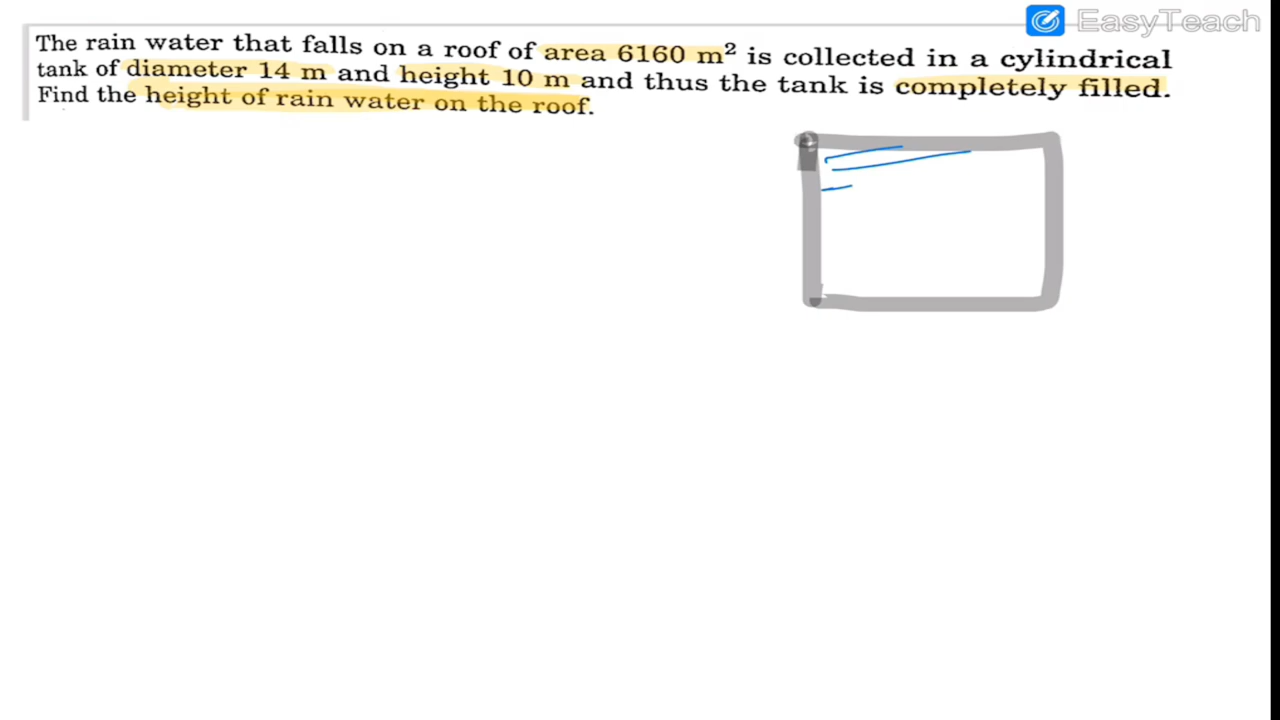 EasyTeach
The rain water that falls on a roof of area 6160 m² is collected in a cylindrical
tank of diameter 14 m and height 10 m and thus the tank is completely filled.
Find the height of rain water on the roof.